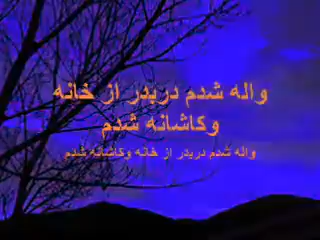 واله شدم دربدر از خانه
وکاشانه شدم
واله شدم دربدر از خانه وکاشانه شدم